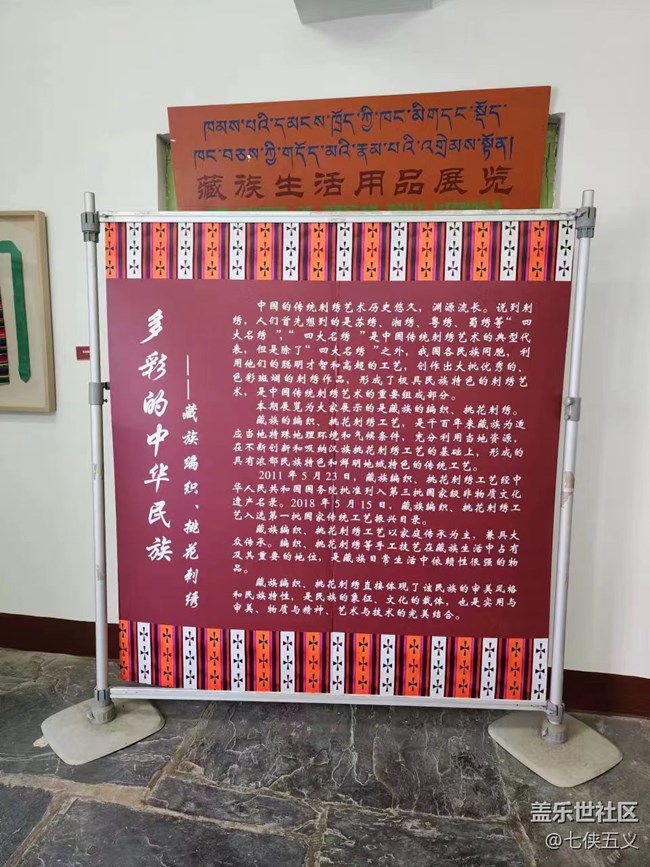 ཁམས་པའི་དམངས་ཁྲོད་ཀྱི་ཁང་མིག་དང་སྤྱོད་
ཁང་བཅས་ཀྱི་གདོད་མའི་རྣམ་པའི་འགྲེམས་སྟོན།
藏族生活用品展览
多彩的中华民族
——藏族编织、挑花刺绣
中国的传统刺绣艺术历史悠久，渊源流长。说到刺
绣，人们首先想到的是苏绣、湘绣、粤绣、蜀绣等“四
大名绣”，“四大名绣”是中国传统刺绣艺术的典型代
表，但是除了“四大名绣”之外，我国各民族同胞，利
用他们的聪明才智和高超的工艺，创作出大批优秀的、
色彩斑斓的刺绣作品，形成了极具民族特色的刺绣艺
术，是中国传统刺绣艺术的重要组成部分。
本期展览为大家展示的是藏族的编织、挑花刺绣。
藏族的编织、挑花刺绣工艺，是千百年来藏族为适
应当地特殊地理环境和气候条件，充分利用当地资源，
在不断创新和吸纳汉族挑花刺绣工艺的基础上，形成的
具有浓郁民族特色和鲜明地域特色的传统工艺。
2011年5月23日，藏族编织、挑花刺绣工艺经中
华人民共和国国务院批准列入第三批国家级非物质文化
遗产名录。2018年5月15日，藏族编织、挑花刺绣工
艺入选第一批国家传统工艺振兴目录。
藏族编织、挑花刺绣工艺以家庭传承为主，兼具大
众传承。编织、挑花刺绣等手工技艺在藏族生活中占有
及其重要的地位，是藏族日常生活中依赖性很强的物
品。
藏族编织、挑花刺绣直接体现了该民族的审美风格
和民族特性，是民族的象征、文化的载体，也是实用与
审美、物质与精神、艺术与技术的完美结合。
盖乐世社区
@七侠五义